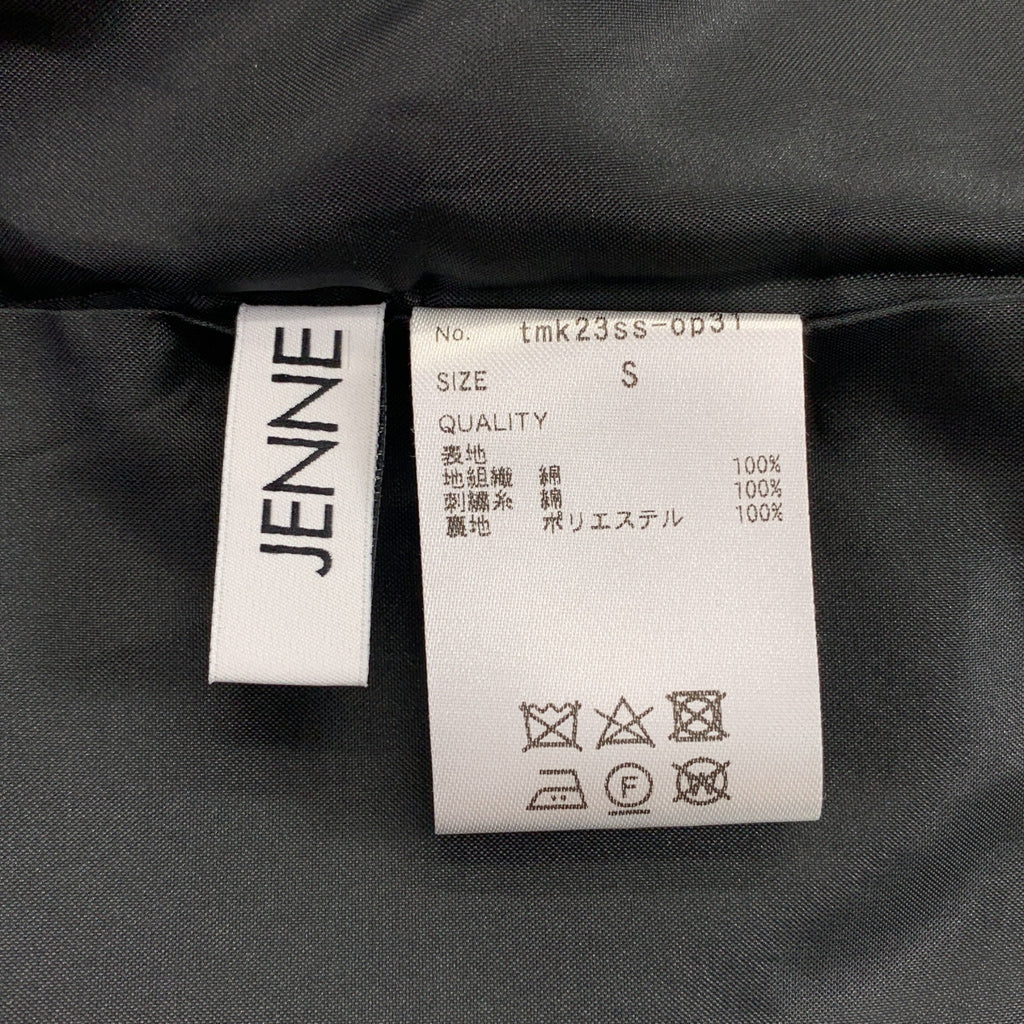 JENNE
No. tmk23ss-op31
SIZE S
QUALITY
表地
地組織 綿 100%
刺繍糸 綿 100%
裏地 ポリエステル 100%
F
W